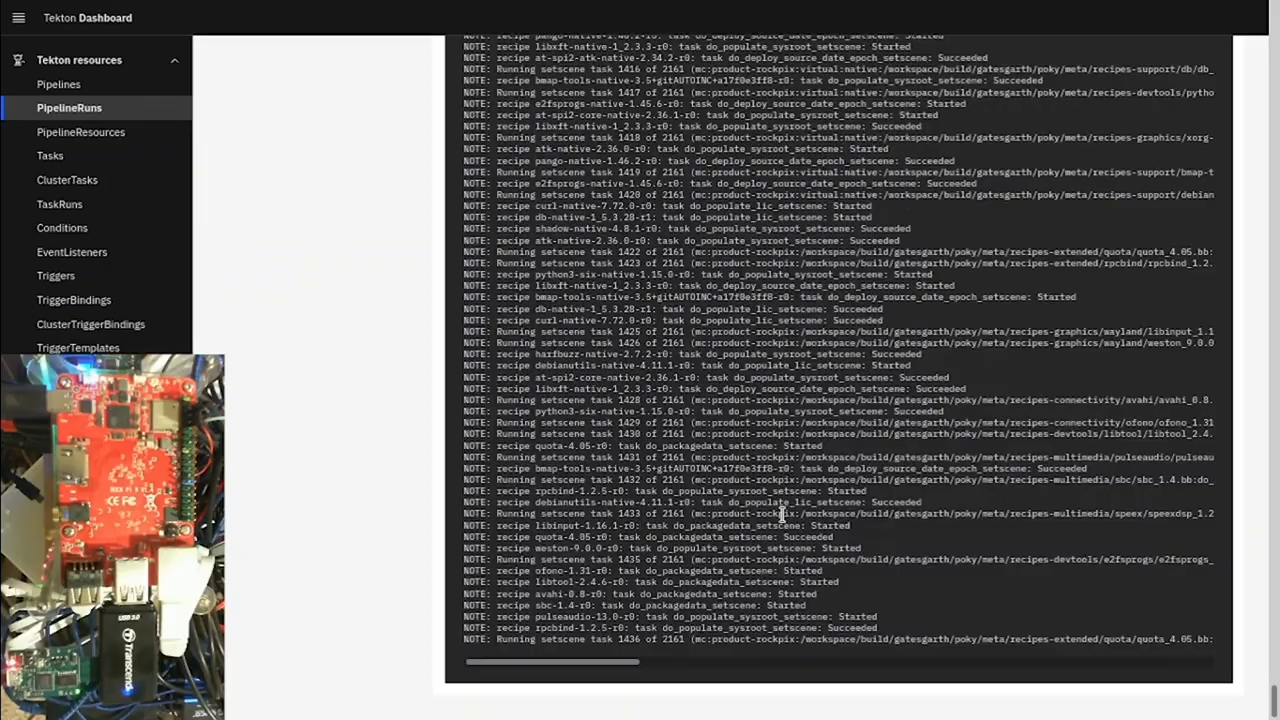 Tekton Dashboard
Tekton resources
Pipelines
PipelineRuns
PipelineResources
Tasks
ClusterTasks
TaskRuns
Conditions
EventListeners
Triggers
TriggerBindings
ClusterTriggerBindings
TriggerTemplates
NOTE: recipe pango-native-1.46.2-r0: task do_deploy_source_date_epoch_setscene: Started
NOTE: recipe libxft-native-1_2.3.3-r0: task do_populate_sysroot_setscene: Started
NOTE: recipe at-spi2-atk-native-2.34.2-r0: task do_deploy_source_date_epoch_setscene: Succeeded
NOTE: Running setscene task 1416 of 2161 (mc:product-rockpix:virtual:native:/workspace/build/gatesgarth/poky/meta/recipes-support/db/db_
NOTE: recipe bmap-tools-native-3.5+gitAUTOINC+a17f0e3ff8-r0: task do_populate_sysroot_setscene: Succeeded
NOTE: Running setscene task 1417 of 2161 (mc:product-rockpix:virtual:native:/workspace/build/gatesgarth/poky/meta/recipes-devtools/pytho
NOTE: recipe e2fsprogs-native-1.45.6-r0: task do_deploy_source_date_epoch_setscene: Started
NOTE: recipe at-spi2-core-native-2.36.1-r0: task do_populate_sysroot_setscene: Started
NOTE: recipe libxft-native-1_2.3.3-r0: task do_populate_sysroot_setscene: Succeeded
NOTE: Running setscene task 1418 of 2161 (mc:product-rockpix:virtual:native:/workspace/build/gatesgarth/poky/meta/recipes-graphics/xorg-
NOTE: recipe atk-native-2.36.0-r0: task do_populate_sysroot_setscene: Started
NOTE: recipe pango-native-1.46.2-r0: task do_deploy_source_date_epoch_setscene: Succeeded
NOTE: Running setscene task 1419 of 2161 (mc:product-rockpix:virtual:native:/workspace/build/gatesgarth/poky/meta/recipes-support/bmap-t
NOTE: recipe e2fsprogs-native-1.45.6-r0: task do_deploy_source_date_epoch_setscene: Succeeded
NOTE: Running setscene task 1420 of 2161 (mc:product-rockpix:virtual:native:/workspace/build/gatesgarth/poky/meta/recipes-support/debian
NOTE: recipe curl-native-7.72.0-r0: task do_populate_lic_setscene: Started
NOTE: recipe db-native-1_5.3.28-r1: task do_populate_lic_setscene: Started
NOTE: recipe shadow-native-4.8.1-r0: task do_populate_sysroot_setscene: Succeeded
NOTE: recipe atk-native-2.36.0-r0: task do_populate_sysroot_setscene: Succeeded
NOTE: Running setscene task 1422 of 2161 (mc:product-rockpix:/workspace/build/gatesgarth/poky/meta/recipes-extended/quota/quota_4.05.bb:
NOTE: Running setscene task 1423 of 2161 (mc:product-rockpix:/workspace/build/gatesgarth/poky/meta/recipes-extended/rpcbind/rpcbind_1.2.
NOTE: recipe python3-six-native-1.15.0-r0: task do_populate_sysroot_setscene: Started
NOTE: recipe libxft-native-1_2.3.3-r0: task do_deploy_source_date_epoch_setscene: Started
NOTE: recipe bmap-tools-native-3.5+gitAUTOINC+a17f0e3ff8-r0: task do_deploy_source_date_epoch_setscene: Started
NOTE: recipe db-native-1_5.3.28-r1: task do_populate_lic_setscene: Succeeded
NOTE: recipe curl-native-7.72.0-r0: task do_populate_lic_setscene: Succeeded
NOTE: Running setscene task 1425 of 2161 (mc:product-rockpix:/workspace/build/gatesgarth/poky/meta/recipes-graphics/wayland/libinput_1.1
NOTE: Running setscene task 1426 of 2161 (mc:product-rockpix:/workspace/build/gatesgarth/poky/meta/recipes-graphics/wayland/weston_9.0.0
NOTE: recipe harfbuzz-native-2.7.2-r0: task do_populate_sysroot_setscene: Succeeded
NOTE: recipe debianutils-native-4.11.1-r0: task do_populate_lic_setscene: Started
NOTE: recipe at-spi2-core-native-2.36.1-r0: task do_populate_sysroot_setscene: Succeeded
NOTE: recipe libxft-native-1_2.3.3-r0: task do_deploy_source_date_epoch_setscene: Succeeded
NOTE: Running setscene task 1428 of 2161 (mc:product-rockpix:/workspace/build/gatesgarth/poky/meta/recipes-connectivity/avahi/avahi_0.8.
NOTE: recipe python3-six-native-1.15.0-r0: task do_populate_sysroot_setscene: Succeeded
NOTE: Running setscene task 1429 of 2161 (mc:product-rockpix:/workspace/build/gatesgarth/poky/meta/recipes-connectivity/ofono/ofono_1.31
NOTE: Running setscene task 1430 of 2161 (mc:product-rockpix:/workspace/build/gatesgarth/poky/meta/recipes-devtools/libtool/libtool_2.4.
NOTE: recipe quota-4.05-r0: task do_packagedata_setscene: Started
NOTE: Running setscene task 1431 of 2161 (mc:product-rockpix:/workspace/build/gatesgarth/poky/meta/recipes-multimedia/pulseaudio/pulseau
NOTE: recipe bmap-tools-native-3.5+gitAUTOINC+a17f0e3ff8-r0: task do_deploy_source_date_epoch_setscene: Succeeded
NOTE: Running setscene task 1432 of 2161 (mc:product-rockpix:/workspace/build/gatesgarth/poky/meta/recipes-multimedia/sbc/sbc_1.4.bb:do_
NOTE: recipe rpcbind-1.2.5-r0: task do_populate_sysroot_setscene: Started
NOTE: recipe debianutils-native-4.11.1-r0: task do_populate_lic_setscene: Succeeded
NOTE: Running setscene task 1433 of 2161 (mc:product-rockpix:/workspace/build/gatesgarth/poky/meta/recipes-multimedia/speex/speexdsp_1.2
NOTE: recipe libinput-1.16.1-r0: task do_packagedata_setscene: Started
NOTE: recipe quota-4.05-r0: task do_packagedata_setscene: Succeeded
NOTE: recipe weston-9.0.0-r0: task do_populate_sysroot_setscene: Started
NOTE: Running setscene task 1435 of 2161 (mc:product-rockpix:/workspace/build/gatesgarth/poky/meta/recipes-devtools/e2fsprogs/e2fsprogs_
NOTE: recipe ofono-1.31-r0: task do_packagedata_setscene: Started
NOTE: recipe libtool-2.4.6-r0: task do_packagedata_setscene: Started
NOTE: recipe avahi-0.8-r0: task do_packagedata_setscene: Started
NOTE: recipe sbc-1.4-r0: task do_packagedata_setscene: Started
NOTE: recipe pulseaudio-13.0-r0: task do_populate_sysroot_setscene: Started
NOTE: recipe rpcbind-1.2.5-r0: task do_populate_sysroot_setscene: Succeeded
NOTE: Running setscene task 1436 of 2161 (mc:product-rockpix:/workspace/build/gatesgarth/poky/meta/recipes-extended/quota/quota_4.05.bb:
Transcend